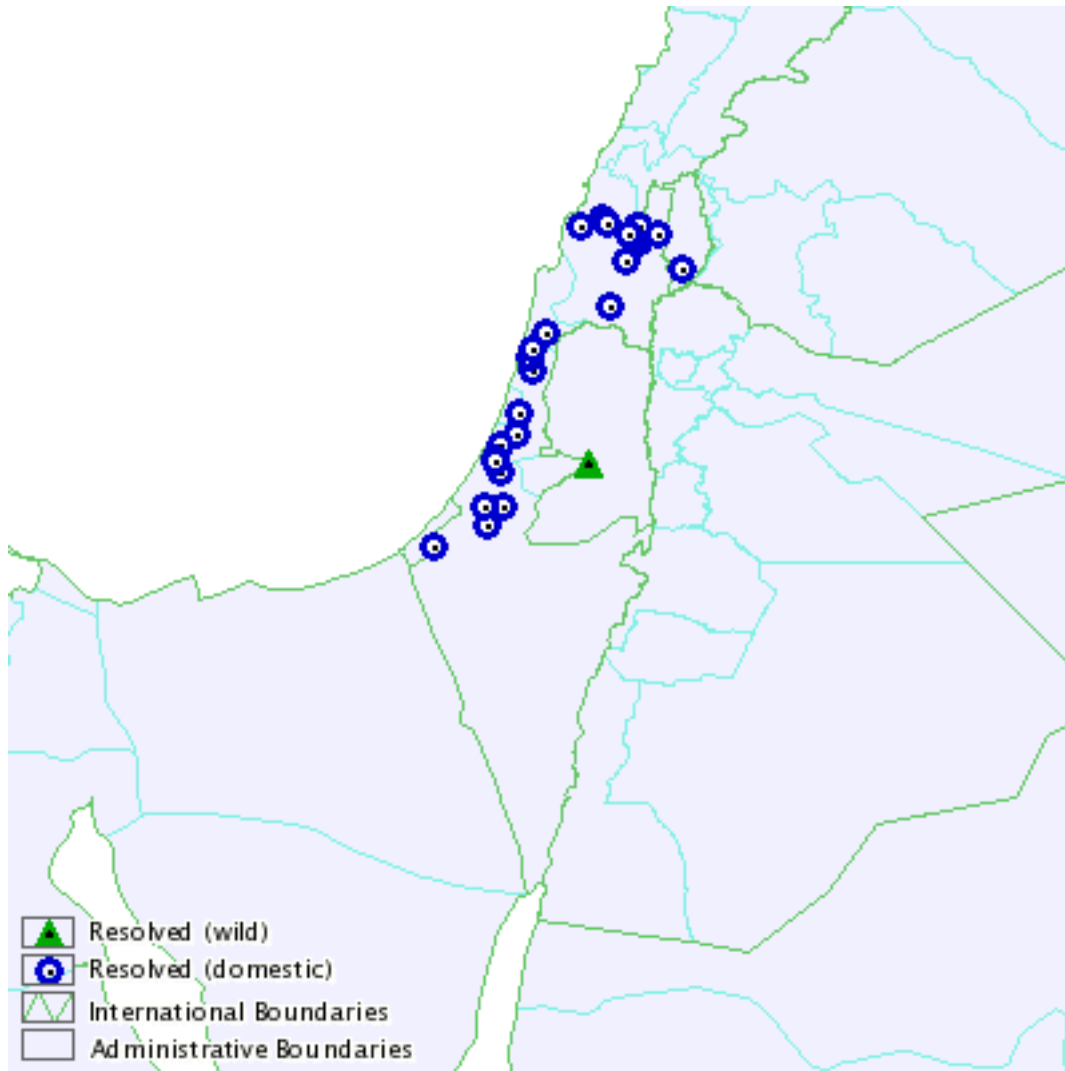 Resolved (wild)
Resolved (domestic)
International Boundaries
Administrative Boundaries